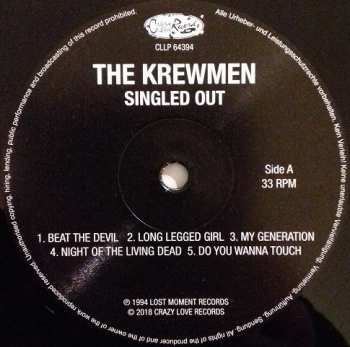 Crazy Love Records
CLLP 64394
THE KREWMEN
SINGLED OUT
Side A
33 RPM
1. BEAT THE DEVIL 2. LONG LEGGED GIRL 3. MY GENERATION
4. NIGHT OF THE LIVING DEAD 5. DO YOU WANNA TOUCH
℗ 1994 LOST MOMENT RECORDS
© 2018 CRAZY LOVE RECORDS
Alle Urheber- und Leistungsschutzrechte vorbehalten. Kein Verleih! Keine unerlaubte Vervielfältigung, Vermietung, Aufführung, Sendung. All rights of the manufacturer and of the owner of the work reproduced reserved. Unauthorised copying, hiring, lending, public performance and broadcasting of this record prohibited.